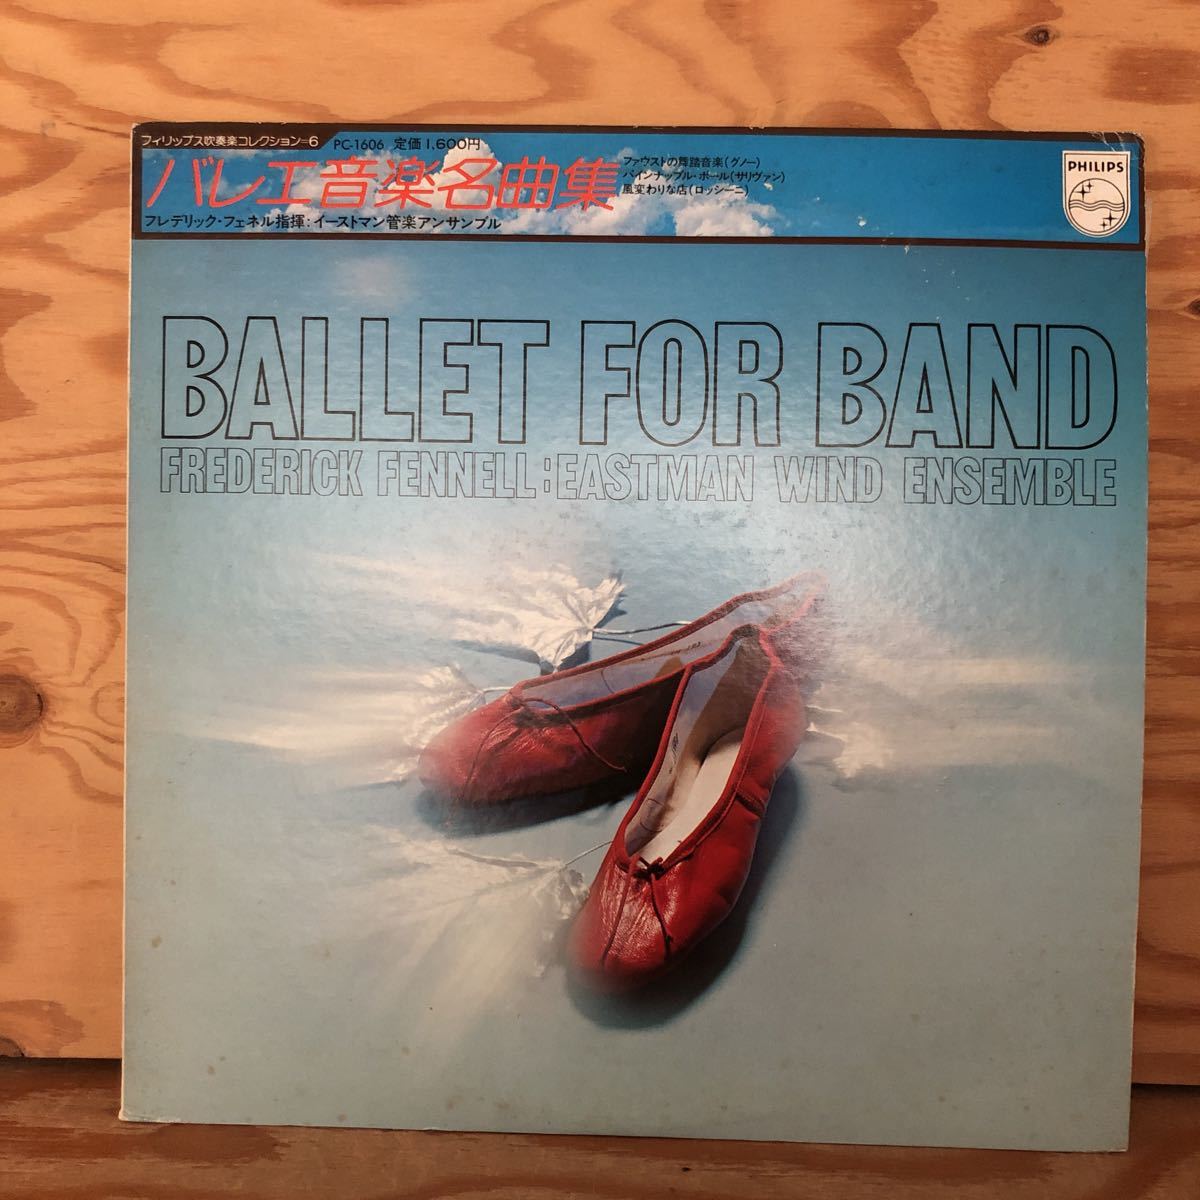 フィリップス吹奏楽コレクション=6 PC-1606 定価1,600円
バレエ音楽名曲集
ファウストの舞踏音楽(グノー)
パインナップル・ポール(サリヴァン)
風変わりな店(ロッシーニ)
フレデリック・フェネル指揮:イーストマン管楽アンサンブル
PHILIPS
BALLET FOR BAND
FREDERICK FENNELL:EASTMAN WIND ENSEMBLE